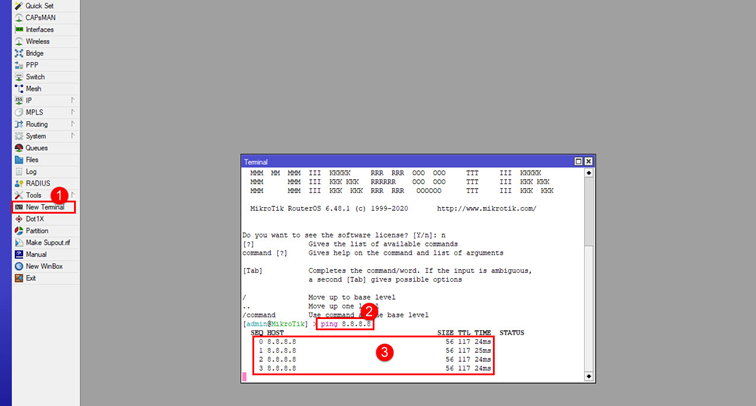 Quick Set
CAPsMAN
Interfaces
Wireless
Bridge
PPP
Switch
Mesh
IP
MPLS
Routing
System
Queues
Files
Log
RADIUS
Tools
1
New Terminal
Dot1X
Partition
Make Supout.rif
Manual
New WinBox
Exit
Terminal
MMM MM MMM III KKKKK RRR RRR OOO OOO TTT III KKKKK
MMM MMM III KKK KKK RRRRRR OOO OOO TTT III KKK KKK
MMM MMM III KKK KKK RRR RRR OOOOOO TTT III KKK KKK
MikroTik RouterOS 6.48.1 (c) 1999-2020 http://www.mikrotik.com/
Do you want to see the software license? [Y/n]: n
[?] Gives the list of available commands
command [?] Gives help on the command and list of arguments
[Tab] Completes the command/word. If the input is ambiguous,
a second [Tab] gives possible options
/ Move up to base level
.. Move up one
/command Use command base level
2
[admin@MikroTik] > ping 8.8.8.8
SEQ HOST SIZE TTL TIME STATUS
0 8.8.8.8 56 117 24ms
1 8.8.8.8 56 117 25ms
2 8.8.8.8 56 117 24ms
3 8.8.8.8 56 117 24ms
3